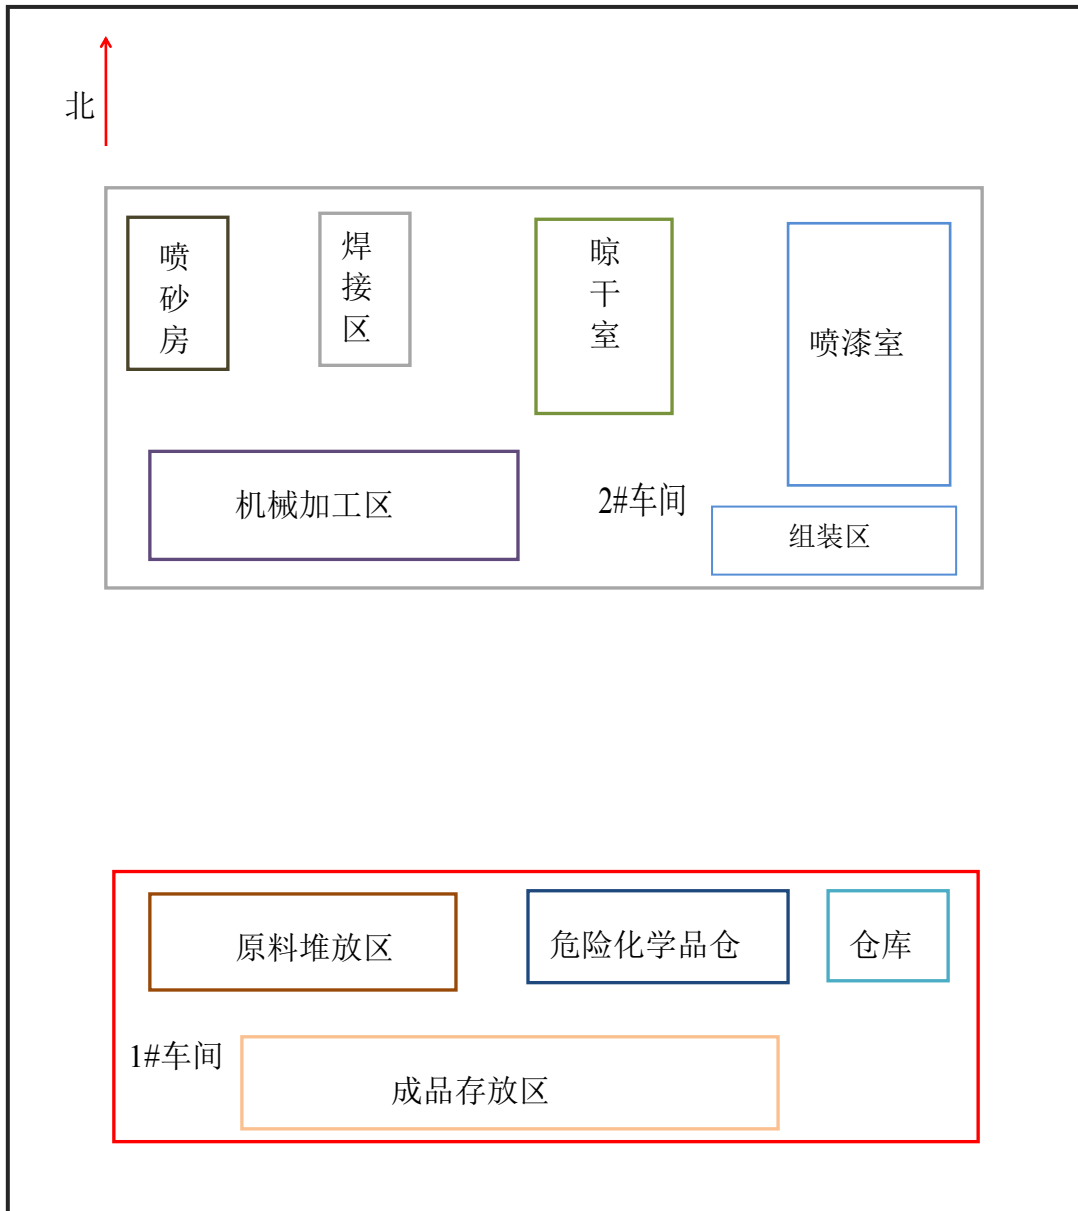 北
喷砂房
焊接区
晾干室
喷漆室
机械加工区
2#车间
组装区
原料堆放区
危险化学品仓
仓库
1#车间
成品存放区